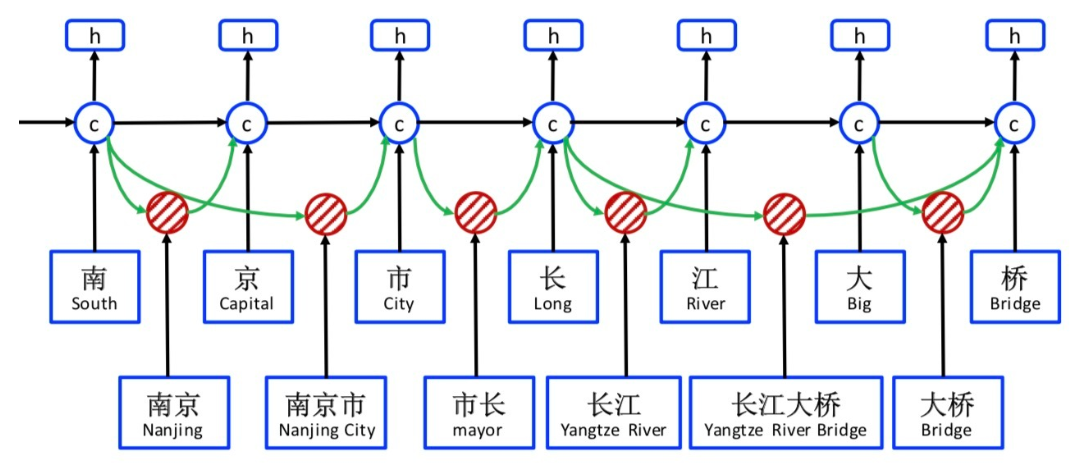 h h h h h h h
c c c c c c c
南 京 市 长 江 大 桥
South Capital City Long River Big Bridge
南京 南京市 市长 长江 长江大桥 大桥
Nanjing Nanjing City mayor Yangtze River Yangtze River Bridge Bridge